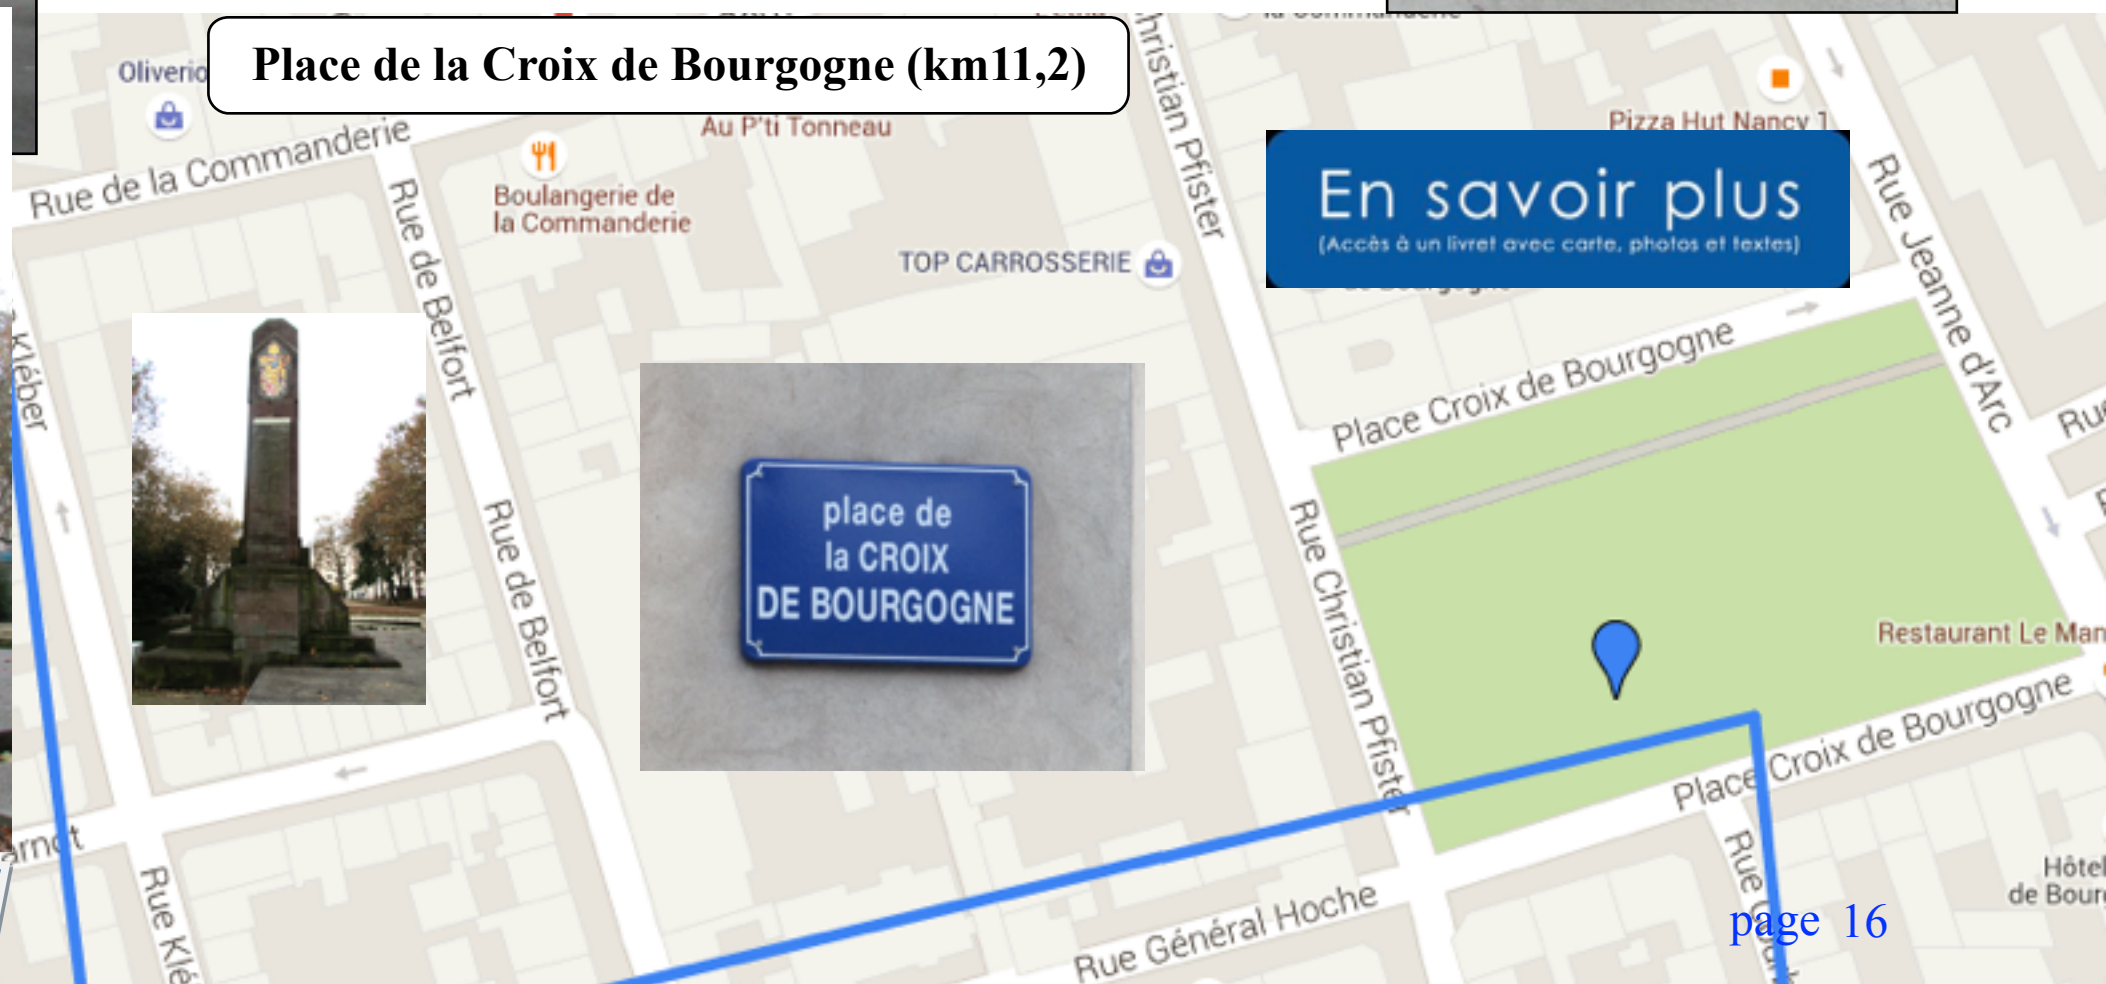 Place de la Croix de Bourgogne (km11,2)
Oliverio
Rue de la Commanderie
Au P'ti Tonneau
Boulangerie de
la Commanderie
Rue de Belfort
TOP CARROSSERIE
Christian Pfister
Pizza Hut Nancy 1
En savoir plus
(Accès à un livret avec carte, photos et textes)
Rue Jeanne d'Arc
Kléber
place de
la CROIX
DE BOURGOGNE
Place Croix de Bourgogne
Rue
Rue de Belfort
Rue Christian Pfister
Restaurant Le Man
Place Croix de Bourgogne
arnot
Rue Klé
Rue Général Hoche
Rue
Hôtel
de Bourg
page 16